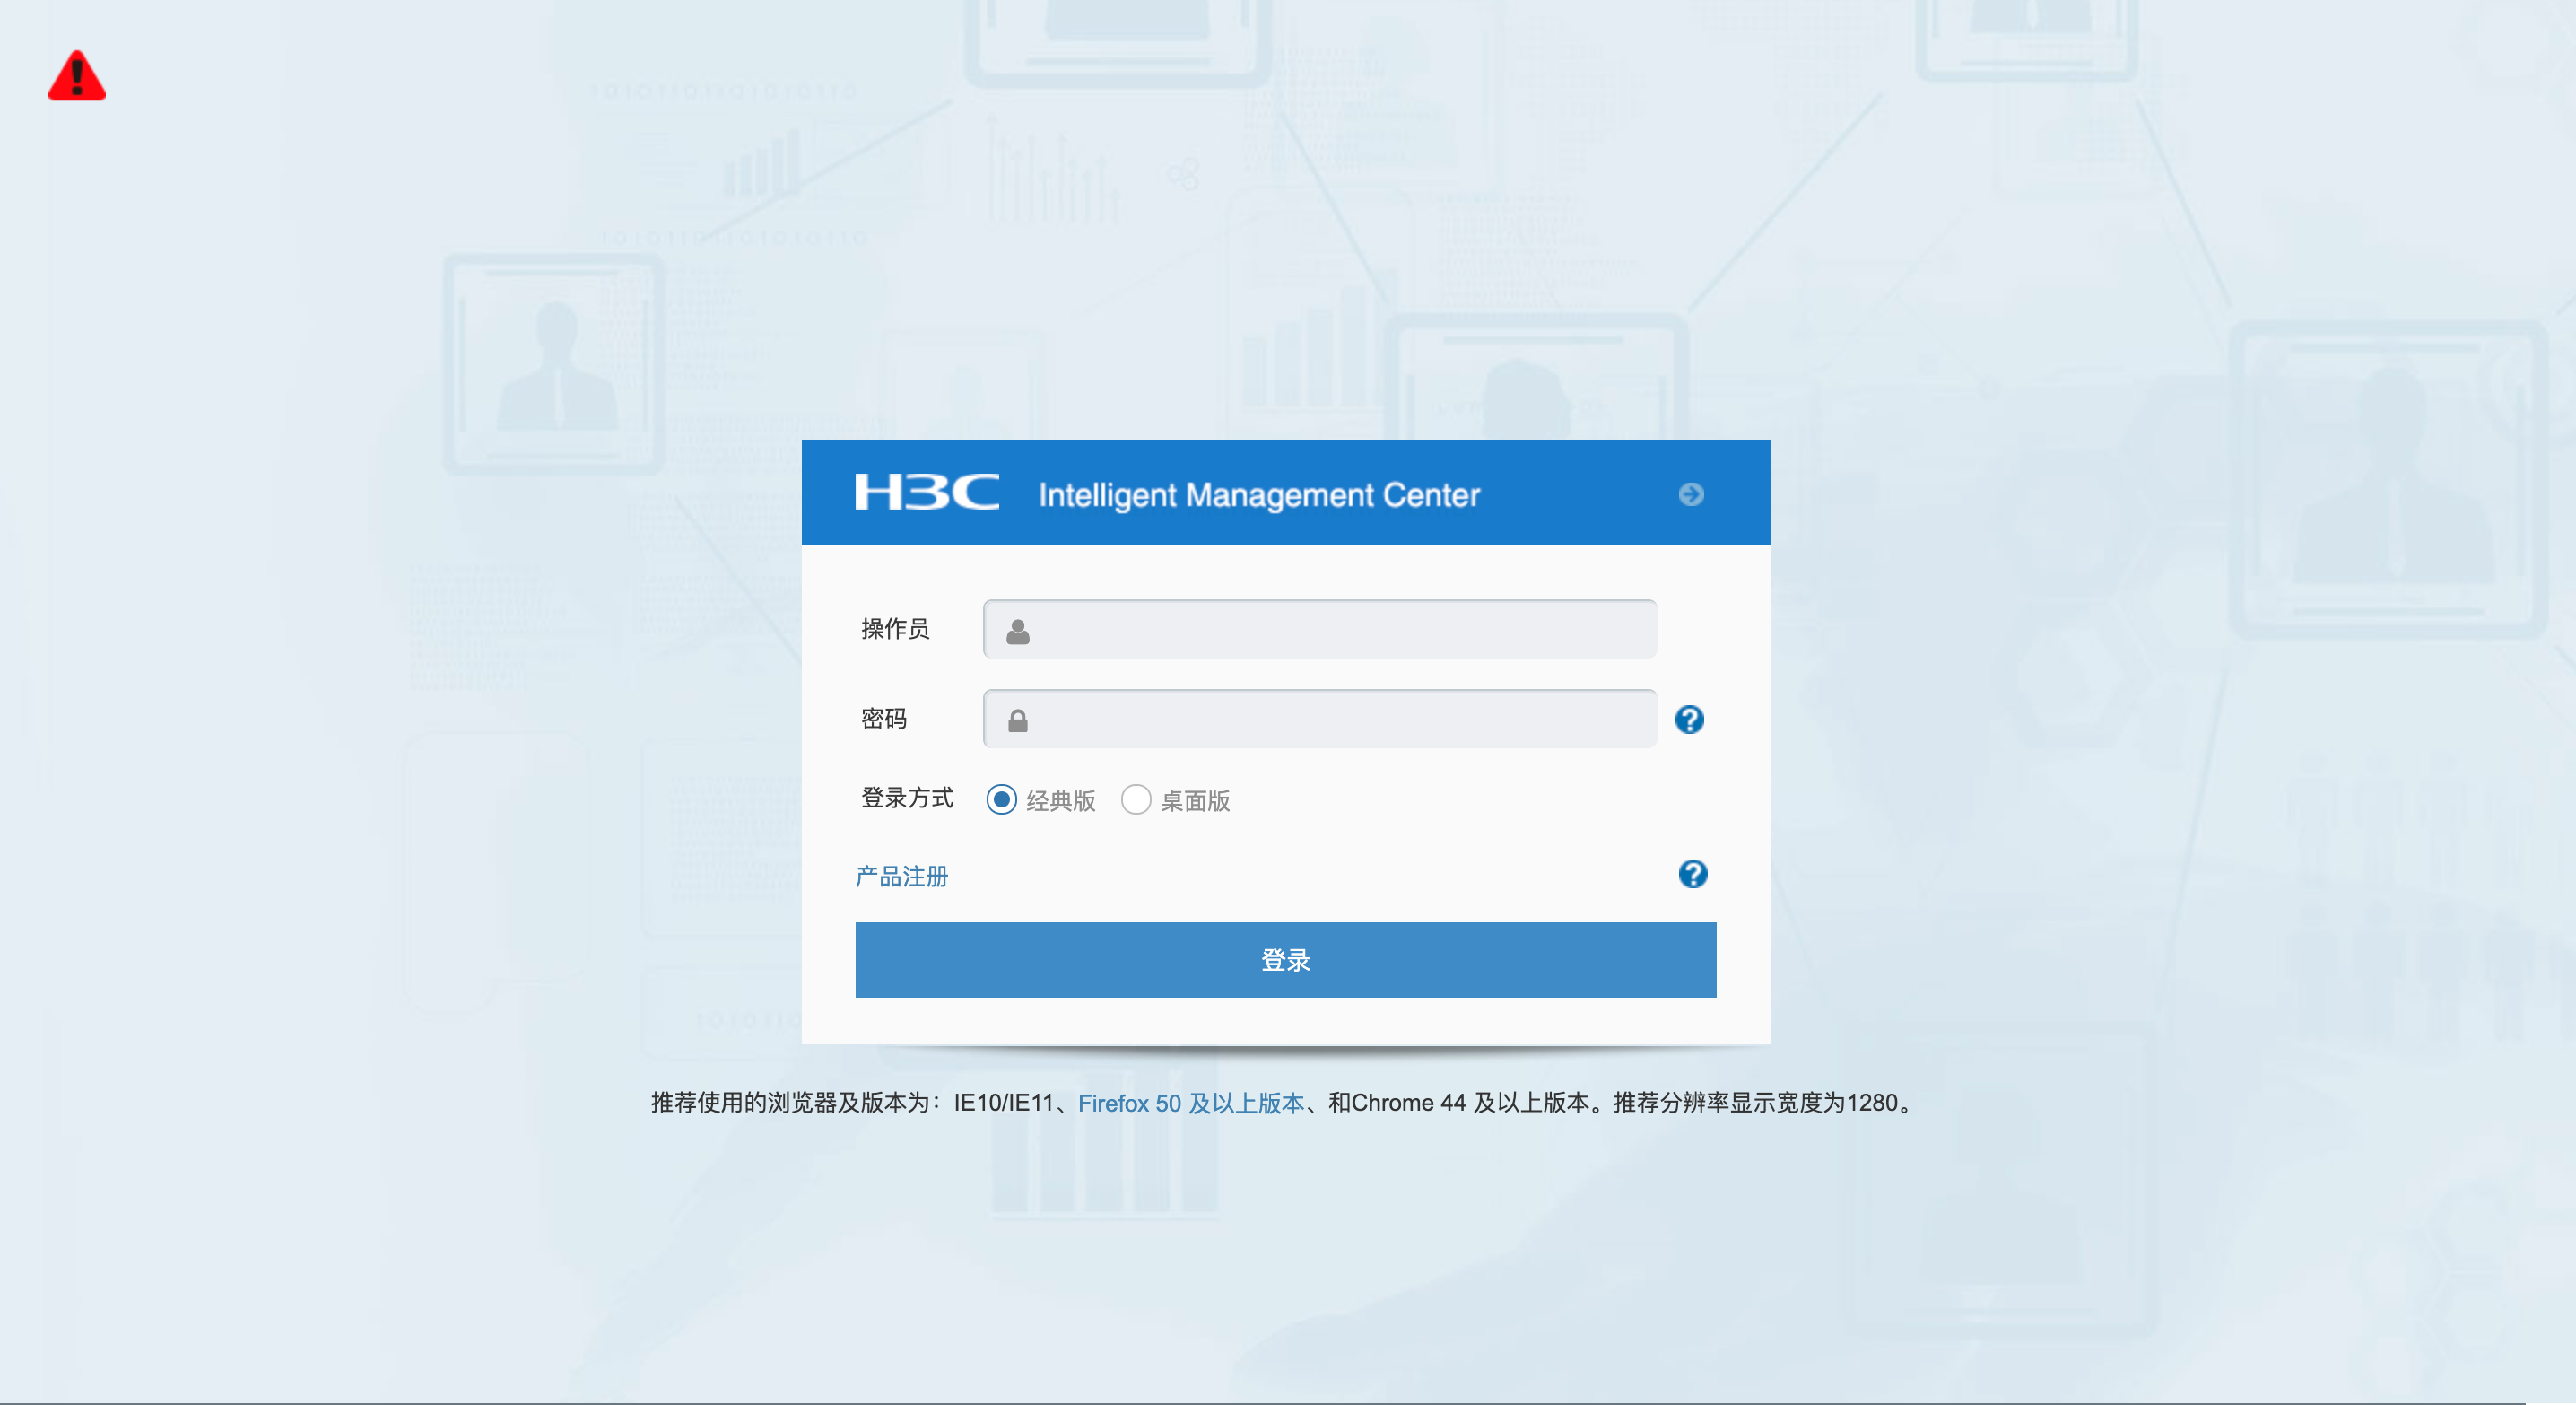 1010110110101010110
1010110110101010110
H3C Intelligent Management Center
操作员
密码
登录方式 经典版 桌面版
产品注册
登录
推荐使用的浏览器及版本为：IE10/IE11、Firefox 50 及以上版本、和Chrome 44 及以上版本。推荐分辨率显示宽度为1280。